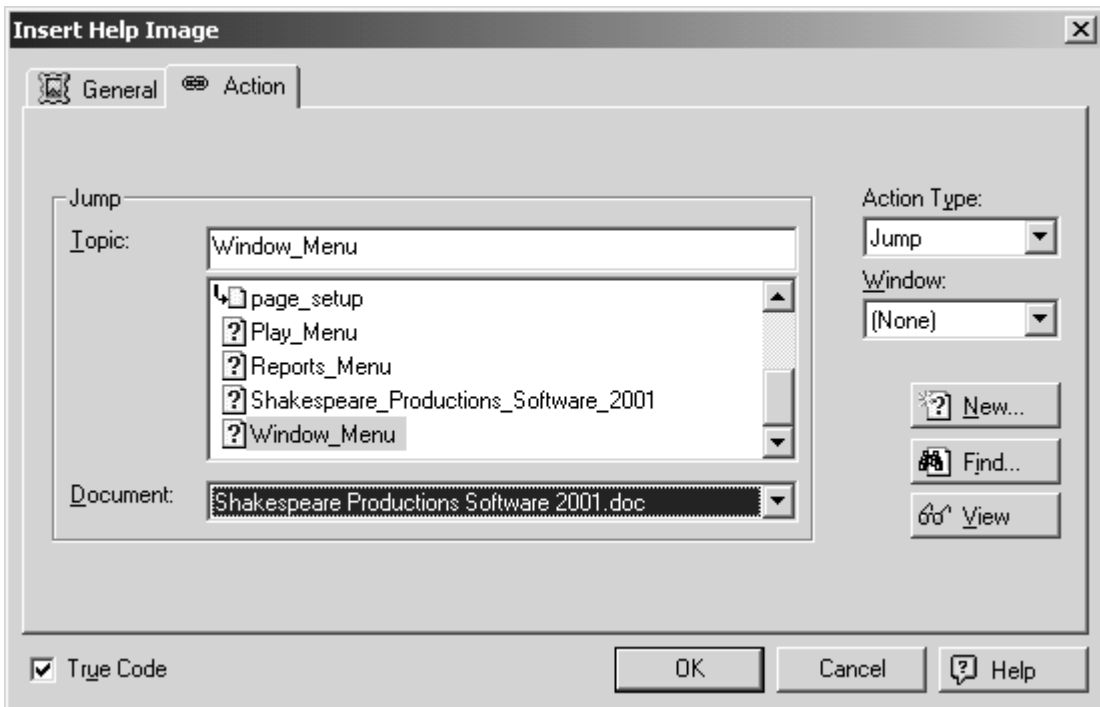 Insert Help Image
General
Action
Jump
Topic:
Window_Menu
page_setup
Play_Menu
Reports_Menu
Shakespeare_Productions_Software_2001
Window_Menu
Document:
Shakespeare Productions Software 2001.doc
Action Type:
Jump
Window:
(None)
New...
Find...
View
True Code
OK
Cancel
Help